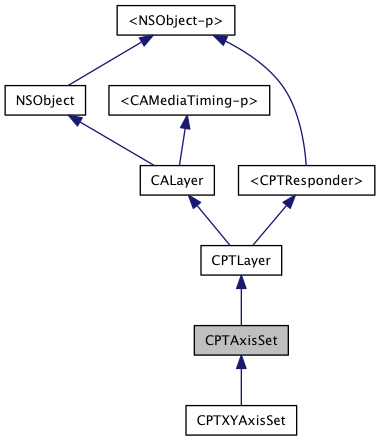 <NSObject-p>
NSObject
<CAMediaTiming-p>
CALayer
<CPTResponder>
CPTLayer
CPTAxisSet
CPTXYAxisSet